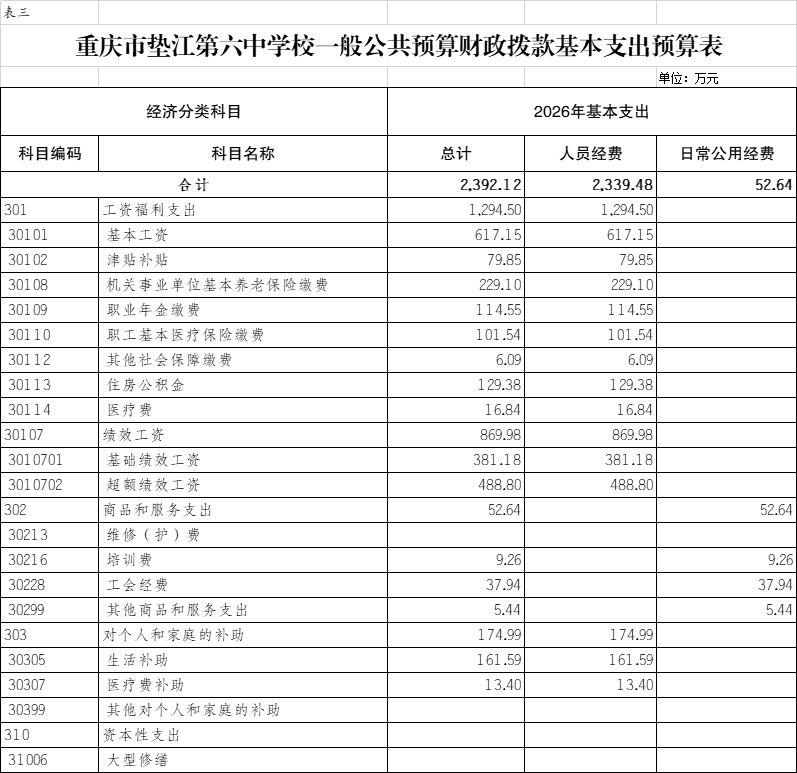 表三
重庆市垫江第六中学校一般公共预算财政拨款基本支出预算表
单位：万元
经济分类科目 2026年基本支出
科目编码 科目名称 总计 人员经费 日常公用经费
合计 2,392.12 2,339.48 52.64
301 工资福利支出 1,294.50 1,294.50
30101 基本工资 617.15 617.15
30102 津贴补贴 79.85 79.85
30108 机关事业单位基本养老保险缴费 229.10 229.10
30109 职业年金缴费 114.55 114.55
30110 职工基本医疗保险缴费 101.54 101.54
30112 其他社会保障缴费 6.09 6.09
30113 住房公积金 129.38 129.38
30114 医疗费 16.84 16.84
30107 绩效工资 869.98 869.98
3010701 基础绩效工资 381.18 381.18
3010702 超额绩效工资 488.80 488.80
302 商品和服务支出 52.64 52.64
30213 维修（护）费
30216 培训费 9.26 9.26
30228 工会经费 37.94 37.94
30299 其他商品和服务支出 5.44 5.44
303 对个人和家庭的补助 174.99 174.99
30305 生活补助 161.59 161.59
30307 医疗费补助 13.40 13.40
30399 其他对个人和家庭的补助
310 资本性支出
31006 大型修缮